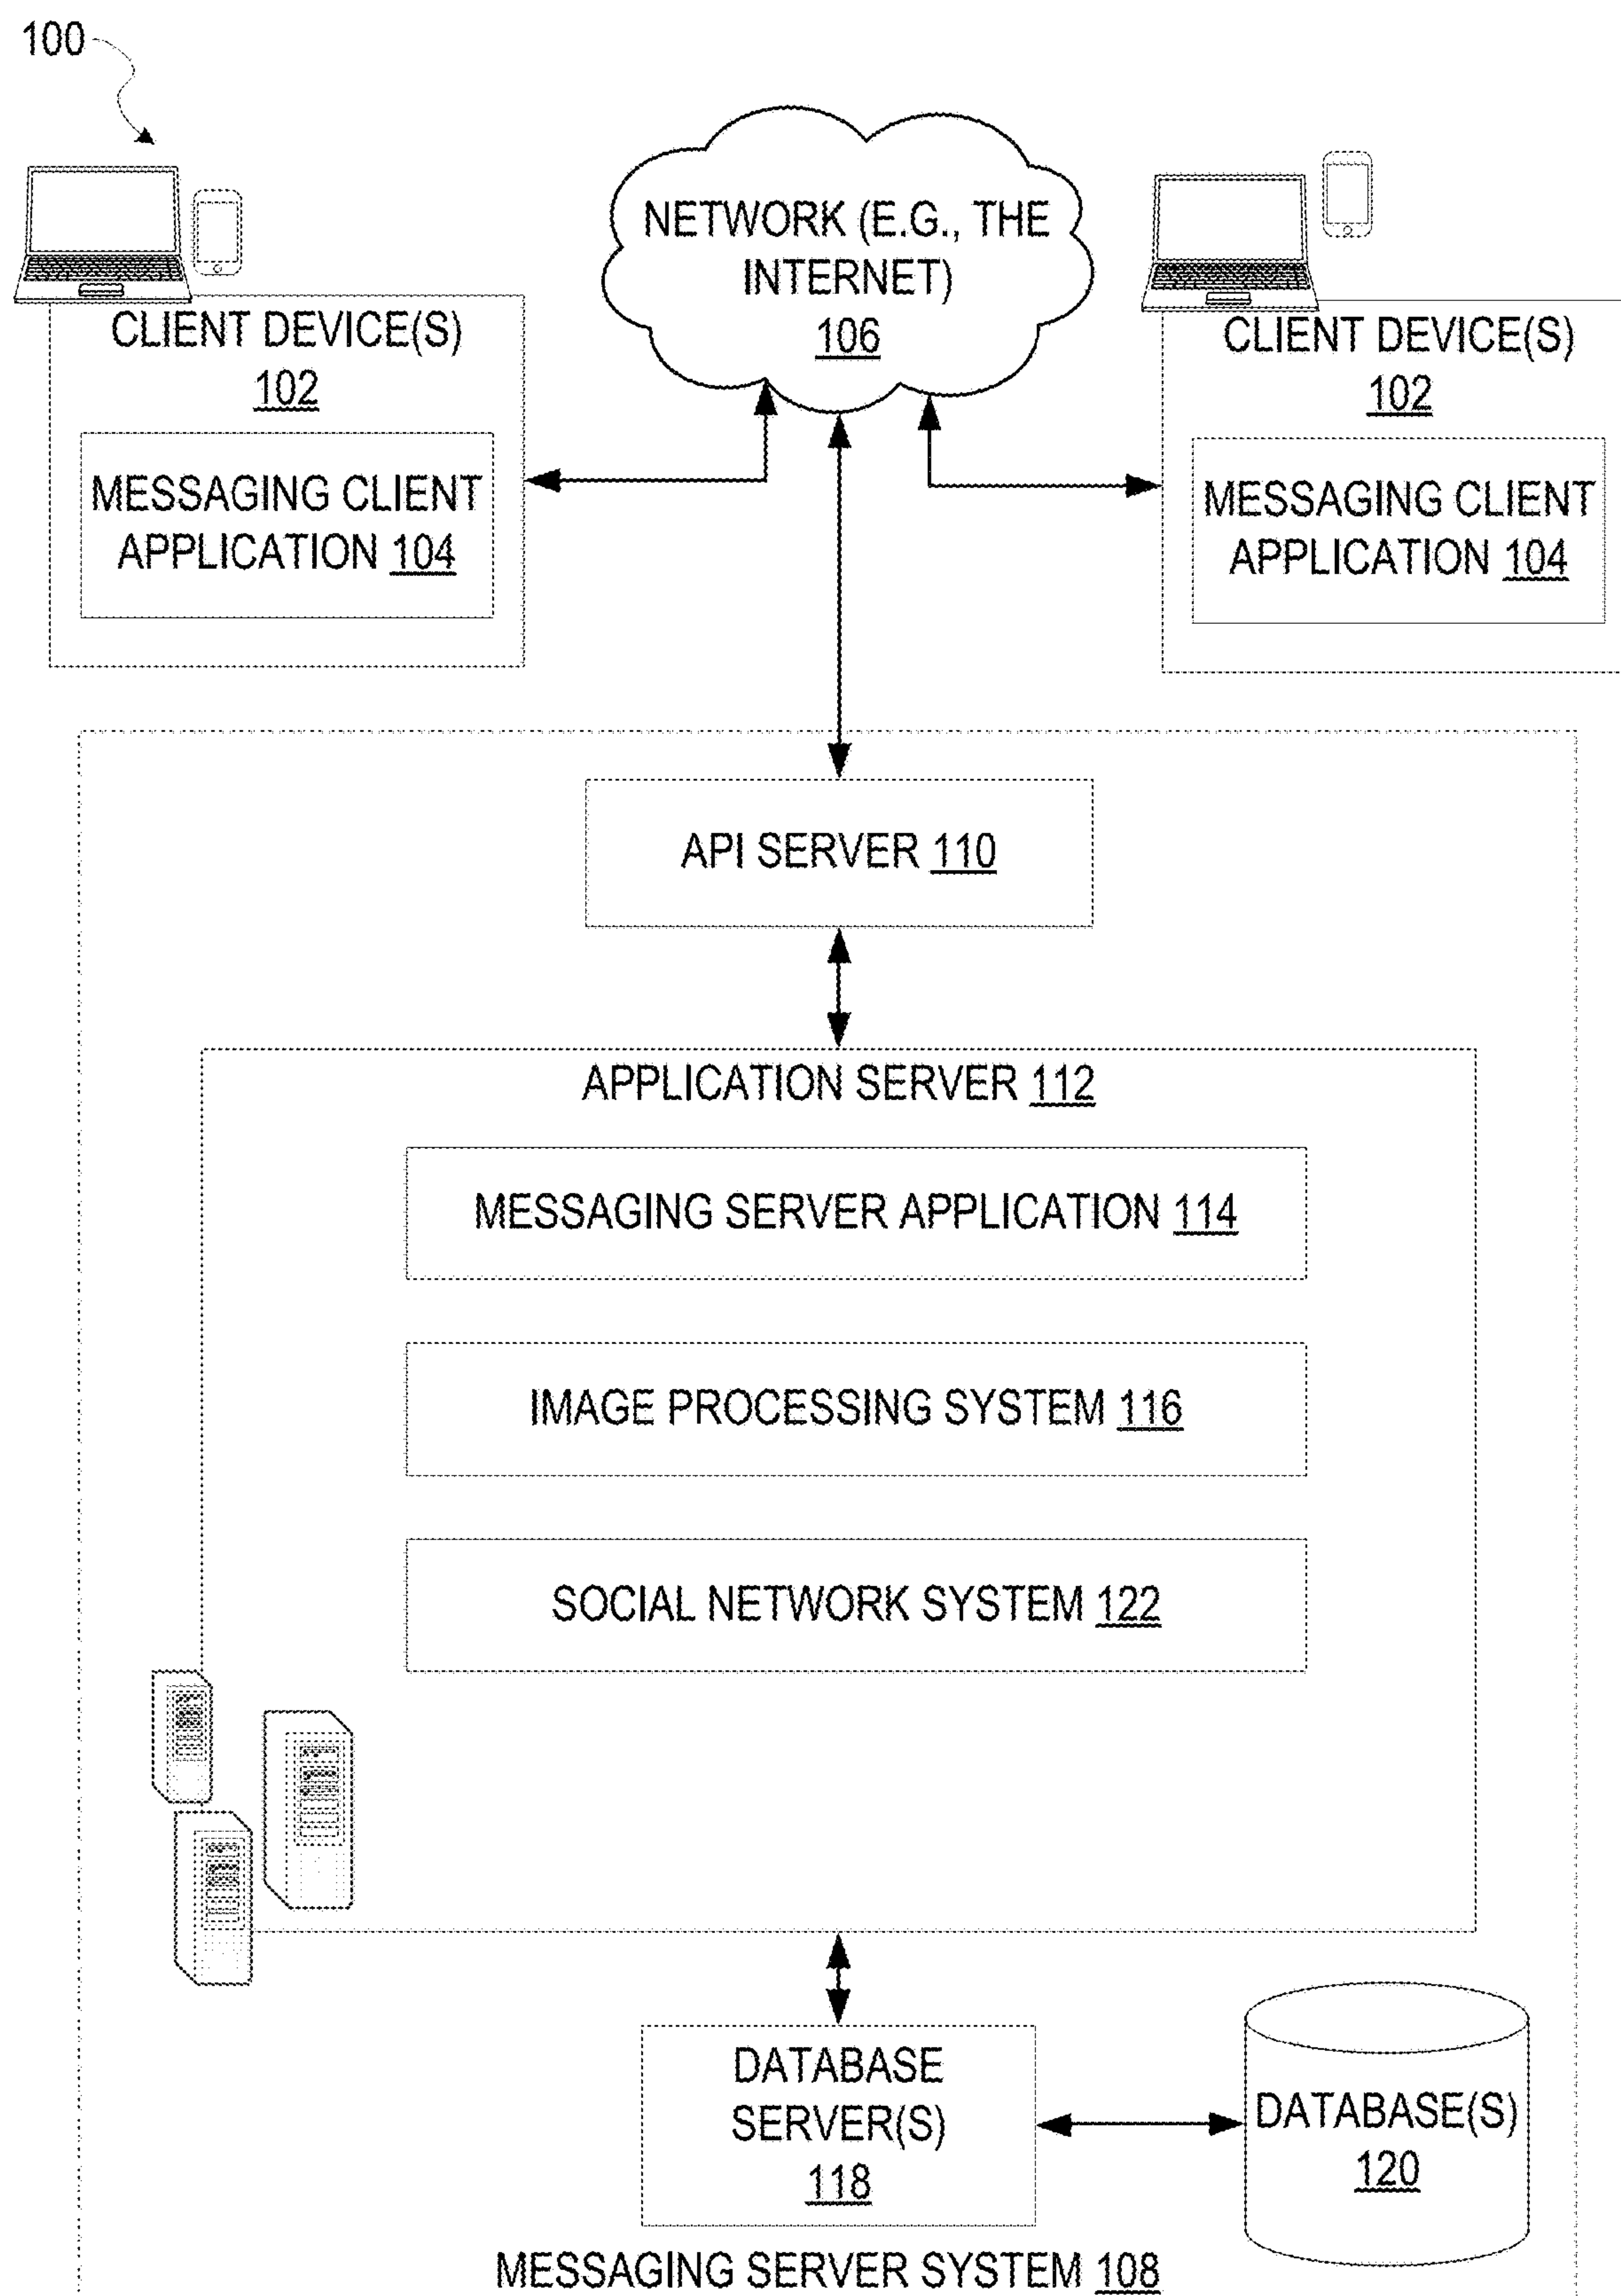 100
NETWORK (E.G., THE
INTERNET)
106
CLIENT DEVICE(S)
102
MESSAGING CLIENT
APPLICATION 104
CLIENT DEVICE(S)
102
MESSAGING CLIENT
APPLICATION 104
API SERVER 110
APPLICATION SERVER 112
MESSAGING SERVER APPLICATION 114
IMAGE PROCESSING SYSTEM 116
SOCIAL NETWORK SYSTEM 122
DATABASE
SERVER(S)
118
DATABASE(S)
120
MESSAGING SERVER SYSTEM 108